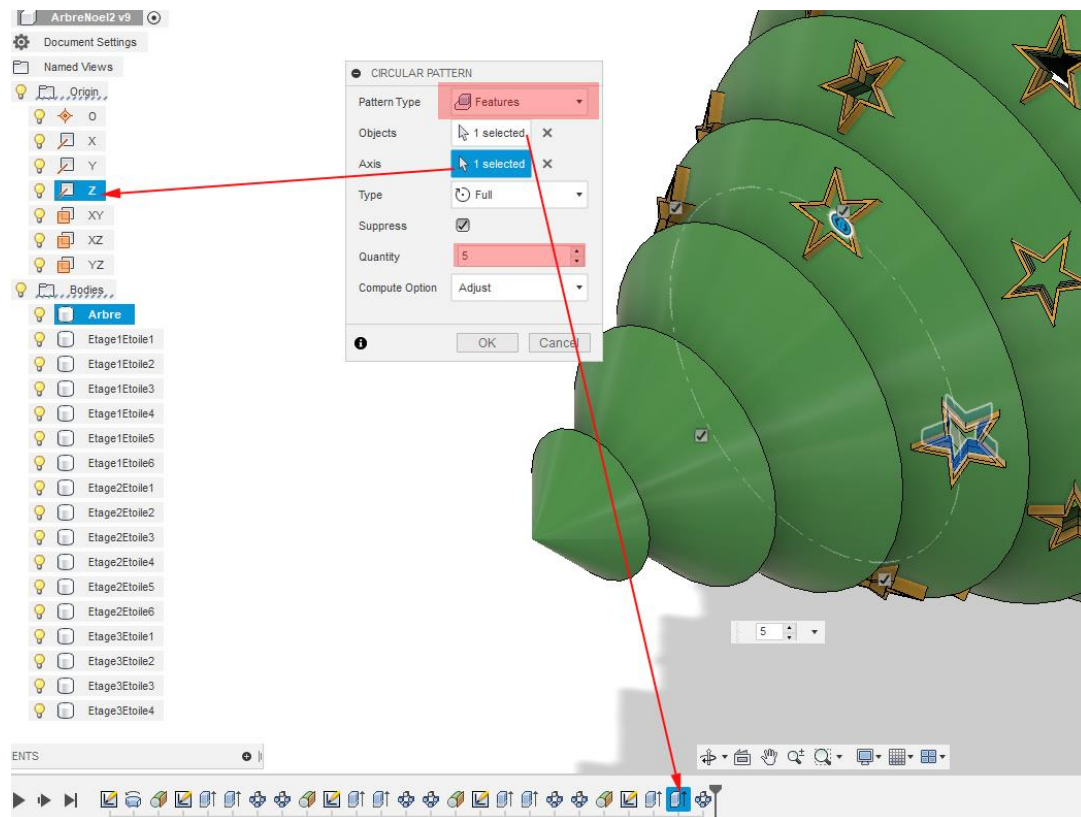 ArbreNoel2 v9
Document Settings
Named Views
Origin
O
X
Y
Z
XY
XZ
YZ
Bodies
Arbre
Etage1Etoile1
Etage1Etoile2
Etage1Etoile3
Etage1Etoile4
Etage1Etoile5
Etage1Etoile6
Etage2Etoile1
Etage2Etoile2
Etage2Etoile3
Etage2Etoile4
Etage2Etoile5
Etage2Etoile6
Etage3Etoile1
Etage3Etoile2
Etage3Etoile3
Etage3Etoile4
ENTS
CIRCULAR PATTERN
Pattern Type Features
Objects 1 selected
Axis 1 selected
Type Full
Suppress
Quantity 5
Compute Option Adjust
OK Cancel
5